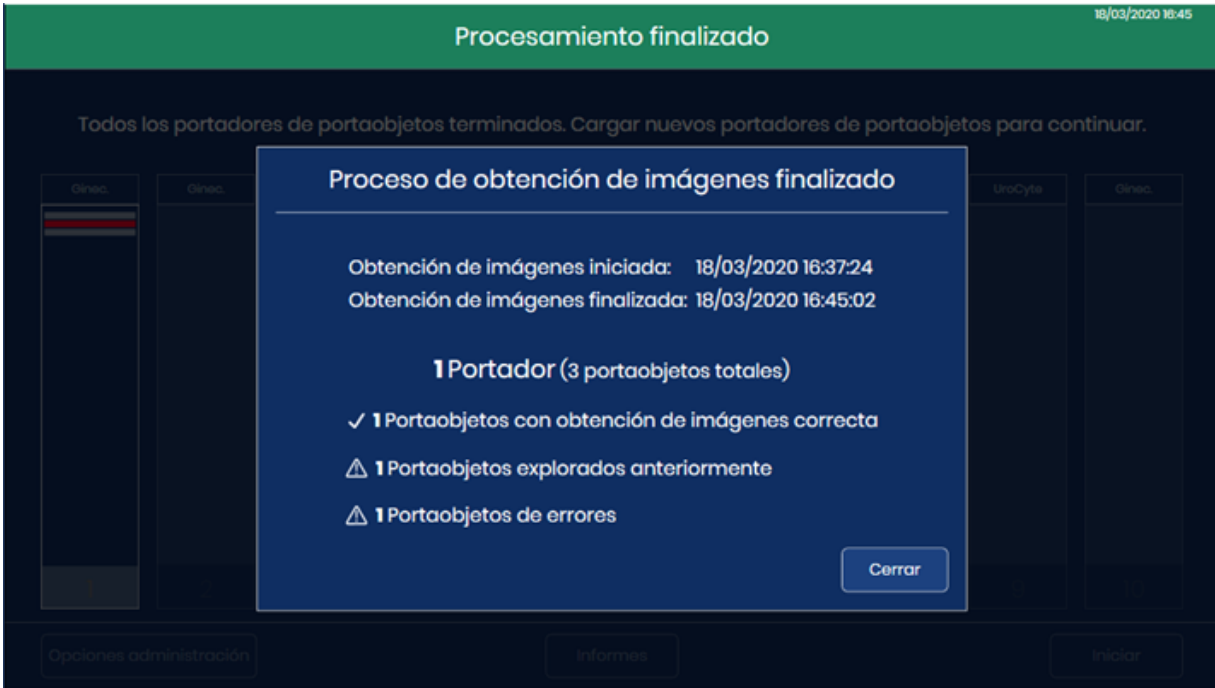 18/03/2020 16:45
Procesamiento finalizado
Todos los portadores de portaobjetos terminados. Cargar nuevos portadores de portaobjetos para continuar.
Ginec.
Ginec.
UroCyte
Ginec.
Proceso de obtención de imágenes finalizado
Obtención de imágenes iniciada: 18/03/2020 16:37:24
Obtención de imágenes finalizada: 18/03/2020 16:45:02
1 Portador (3 portaobjetos totales)
✓ 1 Portaobjetos con obtención de imágenes correcta
⚠ 1 Portaobjetos explorados anteriormente
⚠ 1 Portaobjetos de errores
Cerrar
1
2
9
10
Opciones administración
Informes
Iniciar